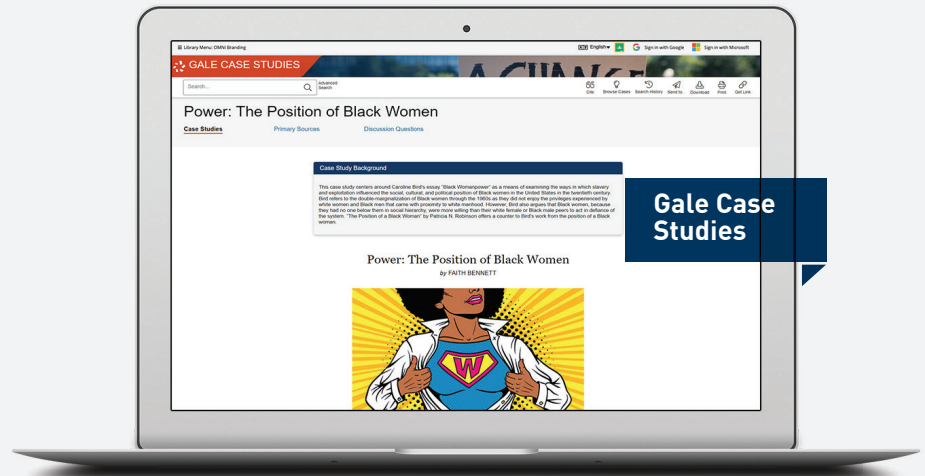 Library Menu: OMNI Branding
English
Sign in with Google
Sign in with Microsoft
GALE CASE STUDIES
A CHANGE
Search...
Advanced
Search
Cite
Browse Cases
Search History
Send to
Download
Print
Get Link
Power: The Position of Black Women
Case Studies
Primary Sources
Discussion Questions
Case Study Background
This case study centers around Caroline Bird's essay "Black Womanpower" as a means of examining the ways in which slavery
and exploitation influenced the social, cultural, and political position of Black women in the United States in the twentieth century.
Bird refers to the double-marginalization of Black women through the 1960s as they did not enjoy the privileges experienced by
white women and Black men that came with proximity to white manhood. However, Bird also argues that Black women, because
they had no one below them in social hierarchy, were more willing than their white female or Black male peers to act in defiance of
the system. "The Position of a Black Woman" by Patricia N. Robinson offers a counter to Bird's work from the position of a Black
woman.
Gale Case
Studies
Power: The Position of Black Women
by FAITH BENNETT
W